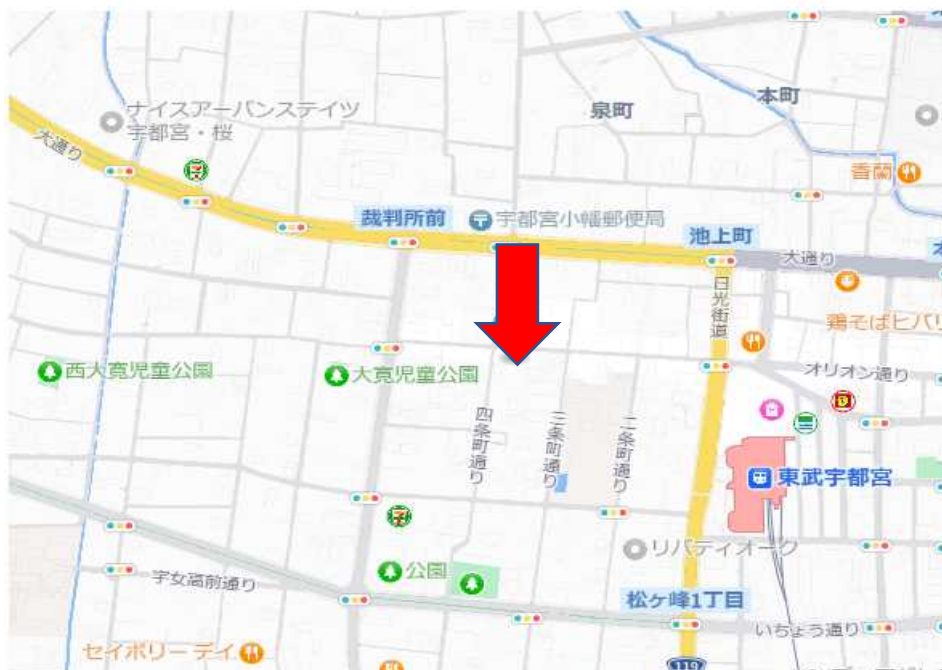 ナイスアーバンステイツ
宇都宮・桜
大通り
泉町
本町
香蘭
裁判所前
宇都宮小幡郵便局
池上町
大通り
日光街道
鶏そばヒバリ
西大寛児童公園
大寛児童公園
オリオン通り
四条町通り
三条町通り
二条町通り
東武宇都宮
リバティオーク
公園
宇女高前通り
松ヶ峰1丁目
いちょう通り
セイボリーデイ
119